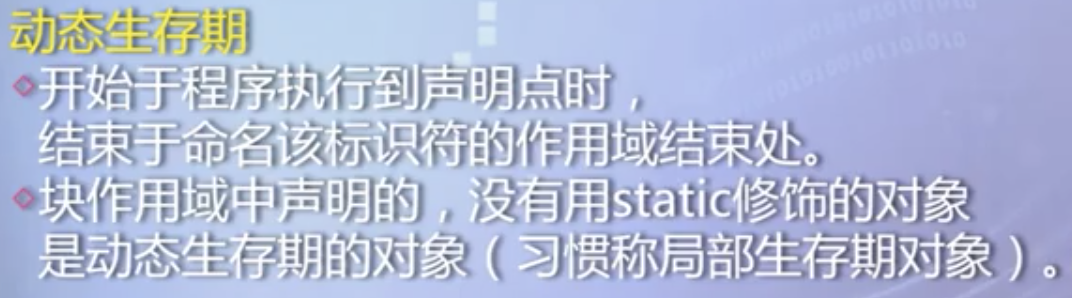 动态生存期
开始于程序执行到声明点时，
结束于命名该标识符的作用域结束处。
块作用域中声明的，没有用static修饰的对象
是动态生存期的对象（习惯称局部生存期对象）。